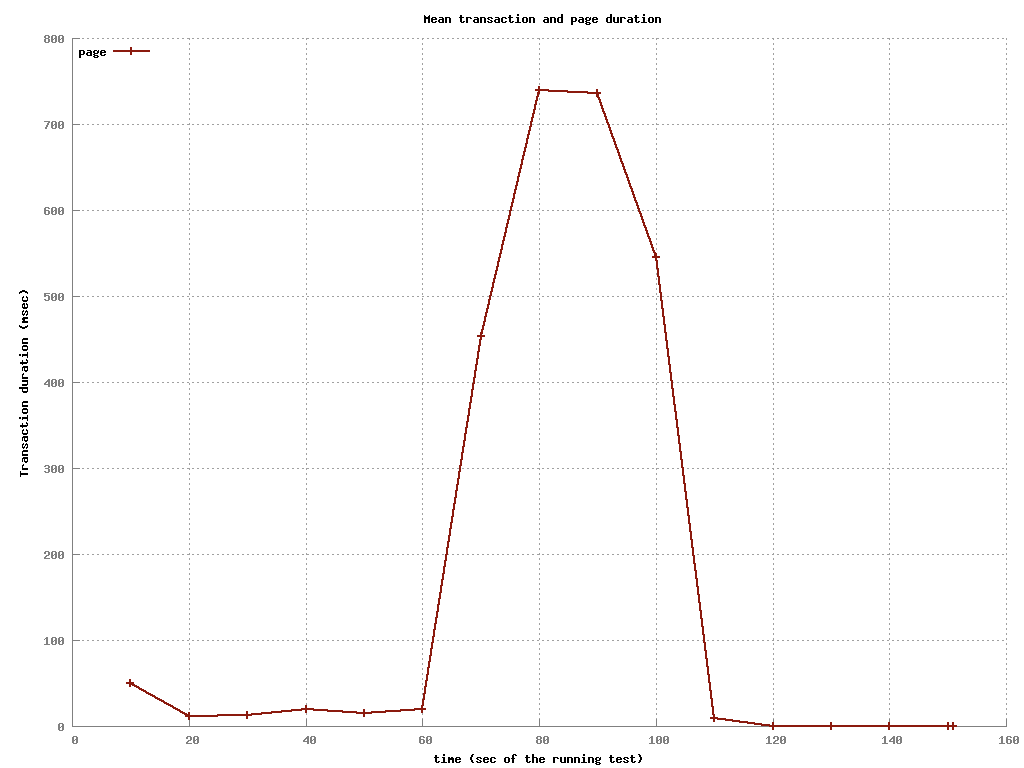 Mean transaction and page duration
800
page
700
600
500
400
300
200
100
0
Transaction duration (msec)
0 20 40 60 80 100 120 140 160
time (sec of the running test)